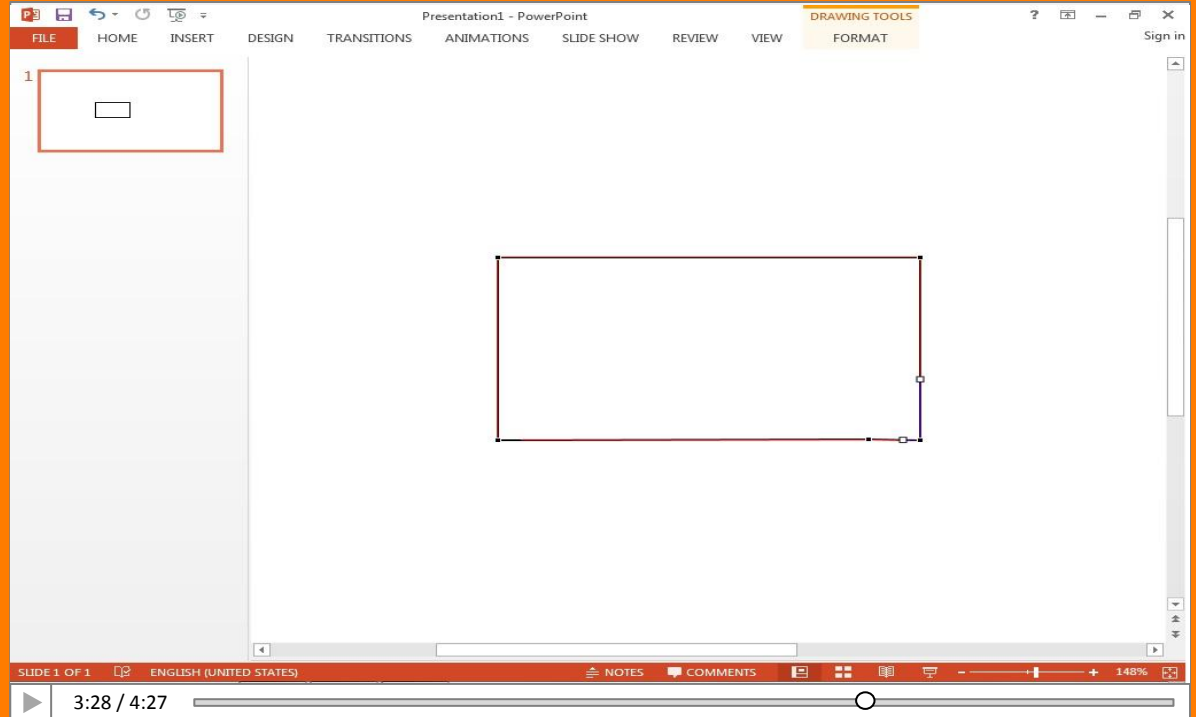 Presentation1 - PowerPoint
DRAWING TOOLS
?
FILE HOME INSERT DESIGN TRANSITIONS ANIMATIONS SLIDE SHOW REVIEW VIEW FORMAT Sign in
1
SLIDE 1 OF 1 ENGLISH (UNITED STATES) NOTES COMMENTS 148%
3:28 / 4:27